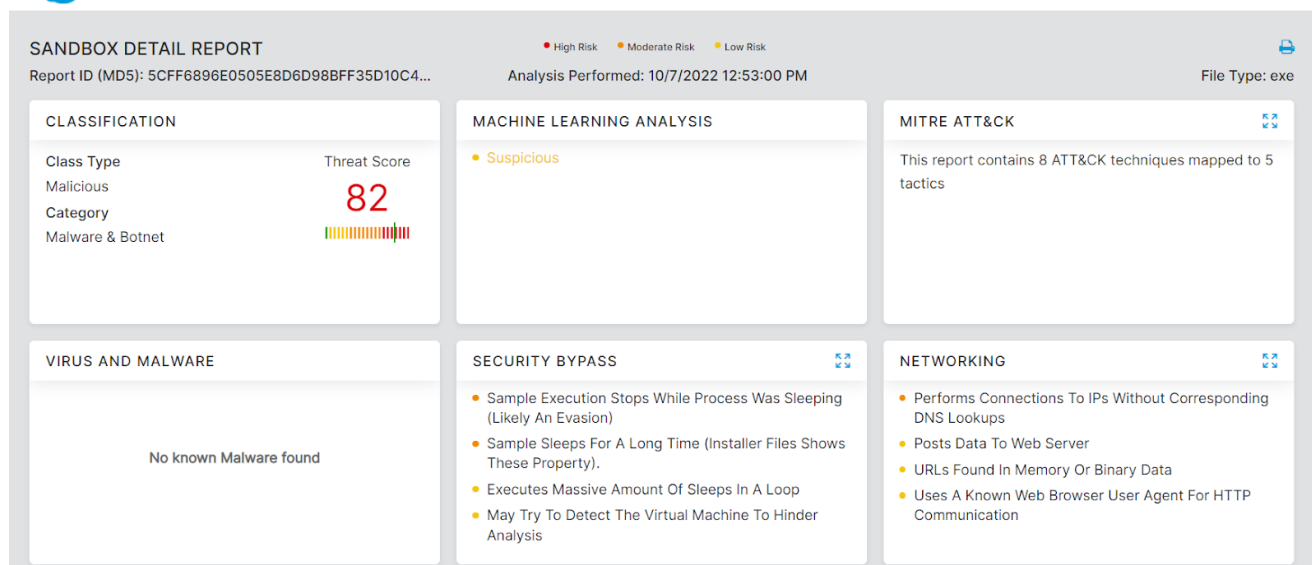 SANDBOX DETAIL REPORT
High Risk Moderate Risk Low Risk
Report ID (MD5): 5CFF6896E0505E8D6D98BFF35D10C4...
Analysis Performed: 10/7/2022 12:53:00 PM
File Type: exe
CLASSIFICATION
Class Type
Threat Score
Malicious
82
Category
Malware & Botnet
MACHINE LEARNING ANALYSIS
Suspicious
MITRE ATT&CK
This report contains 8 ATT&CK techniques mapped to 5
tactics
VIRUS AND MALWARE
No known Malware found
SECURITY BYPASS
Sample Execution Stops While Process Was Sleeping
(Likely An Evasion)
Sample Sleeps For A Long Time (Installer Files Shows
These Property).
Executes Massive Amount Of Sleeps In A Loop
May Try To Detect The Virtual Machine To Hinder
Analysis
NETWORKING
Performs Connections To IPs Without Corresponding
DNS Lookups
Posts Data To Web Server
URLs Found In Memory Or Binary Data
Uses A Known Web Browser User Agent For HTTP
Communication